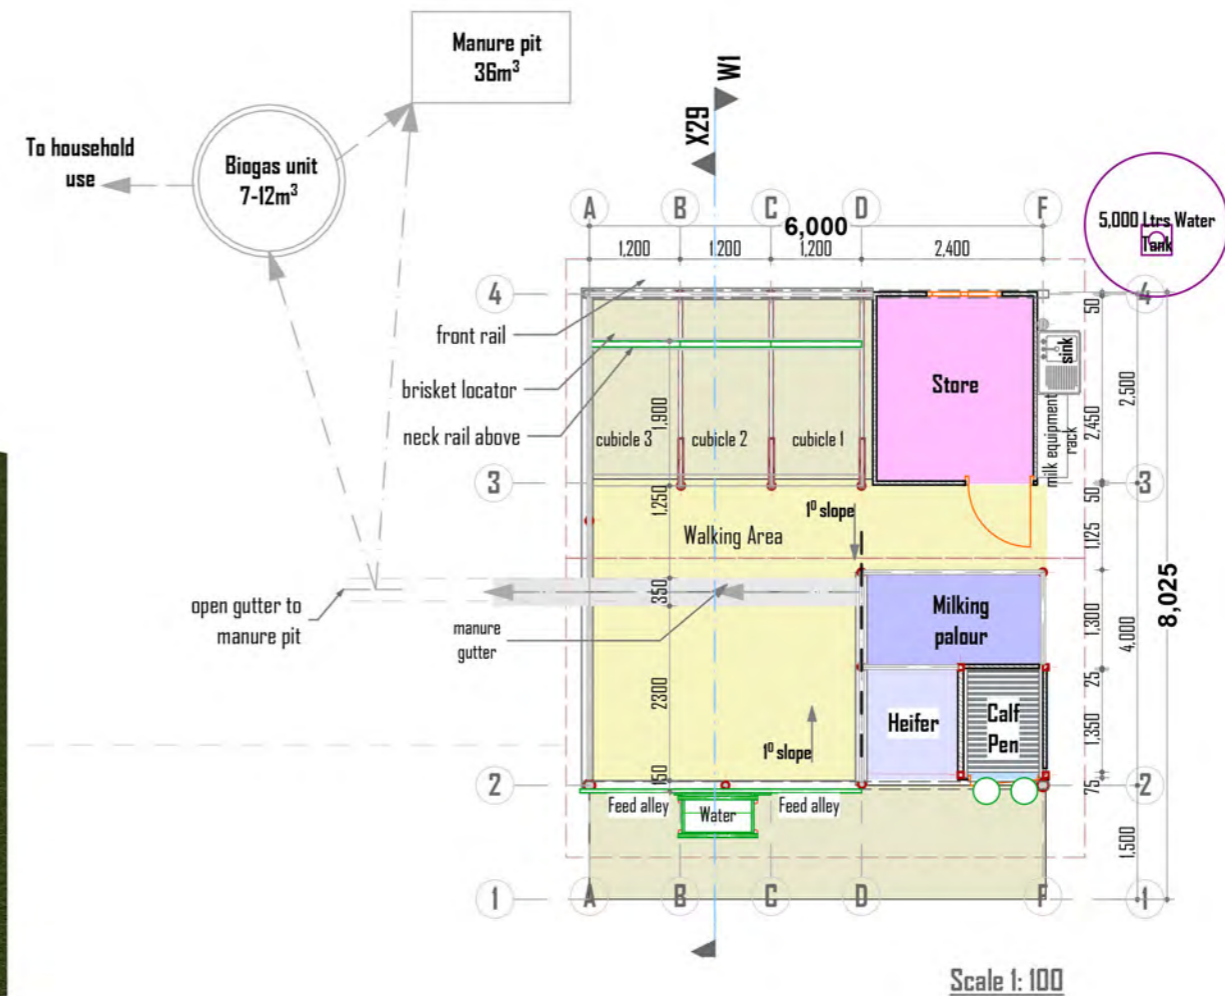 Manure pit
36m³
W1
X29
To household
use
Biogas unit
7-12m³
5,000 Ltrs Water
Tank
A
B
C
D
F
6,000
1,200
1,200
1,200
2,400
4
4
front rail
brisket locator
neck rail above
cubicle 3
cubicle 2
cubicle 1
Store
sink
milk equipment
rack
1,900
50
2,450
2,500
3
3
1,250
50
1,125
1⁰ slope
Walking Area
open gutter to
manure pit
manure
gutter
350
Milking
palour
1,300
4,000
8,025
2300
25
Heifer
Calf
Pen
1,350
1⁰ slope
150
75
2
2
Feed alley
Water
Feed alley
1,500
1
A
B
C
D
F
1
Scale 1: 100